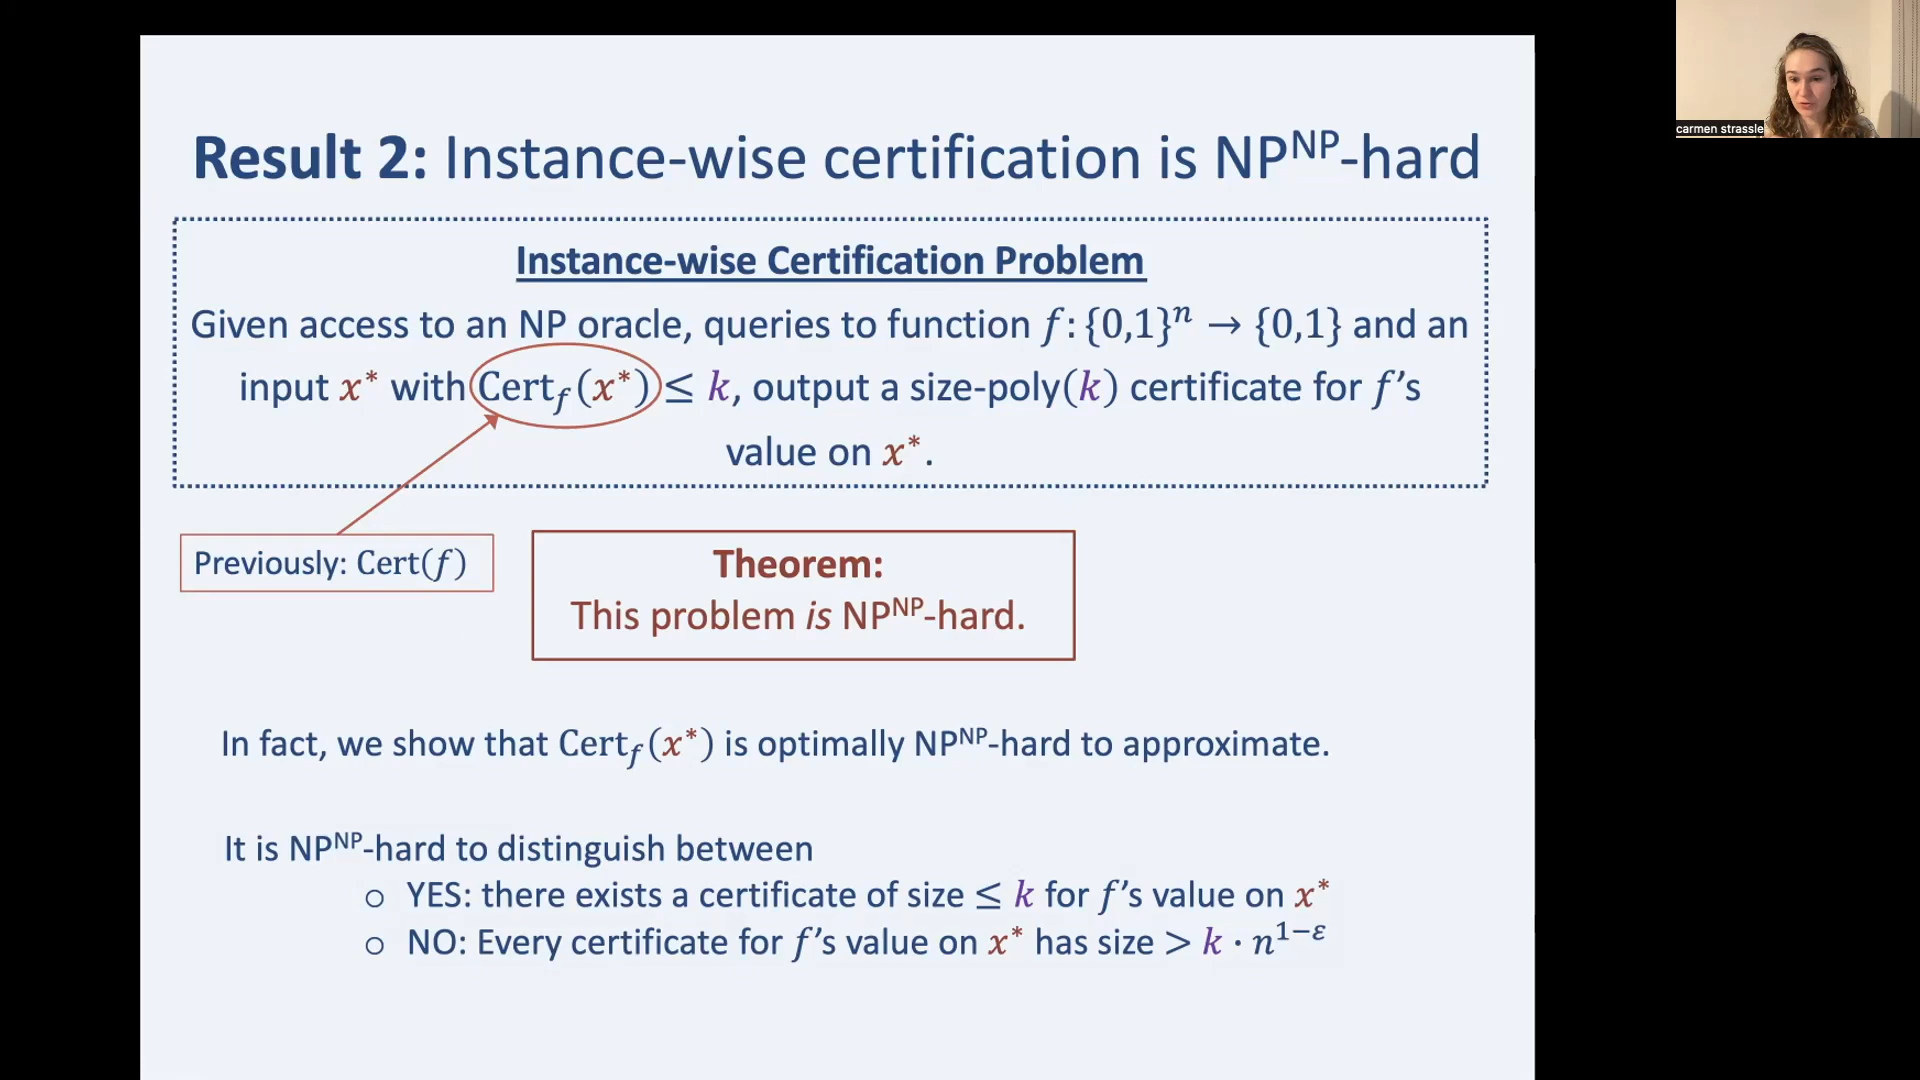 carmen strassle
Result 2: Instance-wise certification is NP^NP-hard
Instance-wise Certification Problem
Given access to an NP oracle, queries to function f: {0,1}ⁿ → {0,1} and an
input x* with Cert_f(x*) ≤ k, output a size-poly(k) certificate for f’s
value on x*.
Previously: Cert(f)
Theorem:
This problem is NP^NP-hard.
In fact, we show that Cert_f(x*) is optimally NP^NP-hard to approximate.
It is NP^NP-hard to distinguish between
○ YES: there exists a certificate of size ≤ k for f’s value on x*
○ NO: Every certificate for f’s value on x* has size > k · n^{1−ε}